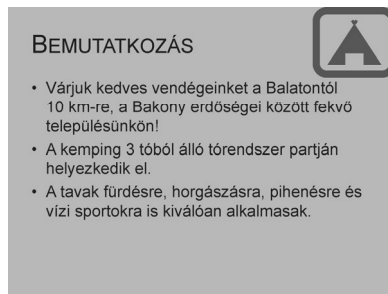 BEMUTATKOZÁS
• Várjuk kedves vendégeinket a Balatontól
10 km-re, a Bakony erdőségei között fekvő
településünkön!
• A kemping 3 tóból álló tórendszer partján
helyezkedik el.
• A tavak fürdésre, horgászásra, pihenésre és
vízi sportokra is kiválóan alkalmasak.